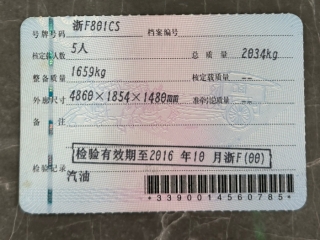 号牌号码 浙F801CS 档案编号
核定载人数 5人 总质量 2034kg
整备质量 1659kg 核定载质量 --
外廓尺寸 4860×1854×1480mm 准牵引总质量 --
备注
检验有效期至2016 年 10 月浙F(00)
检验记录
汽油
*3390014560785*